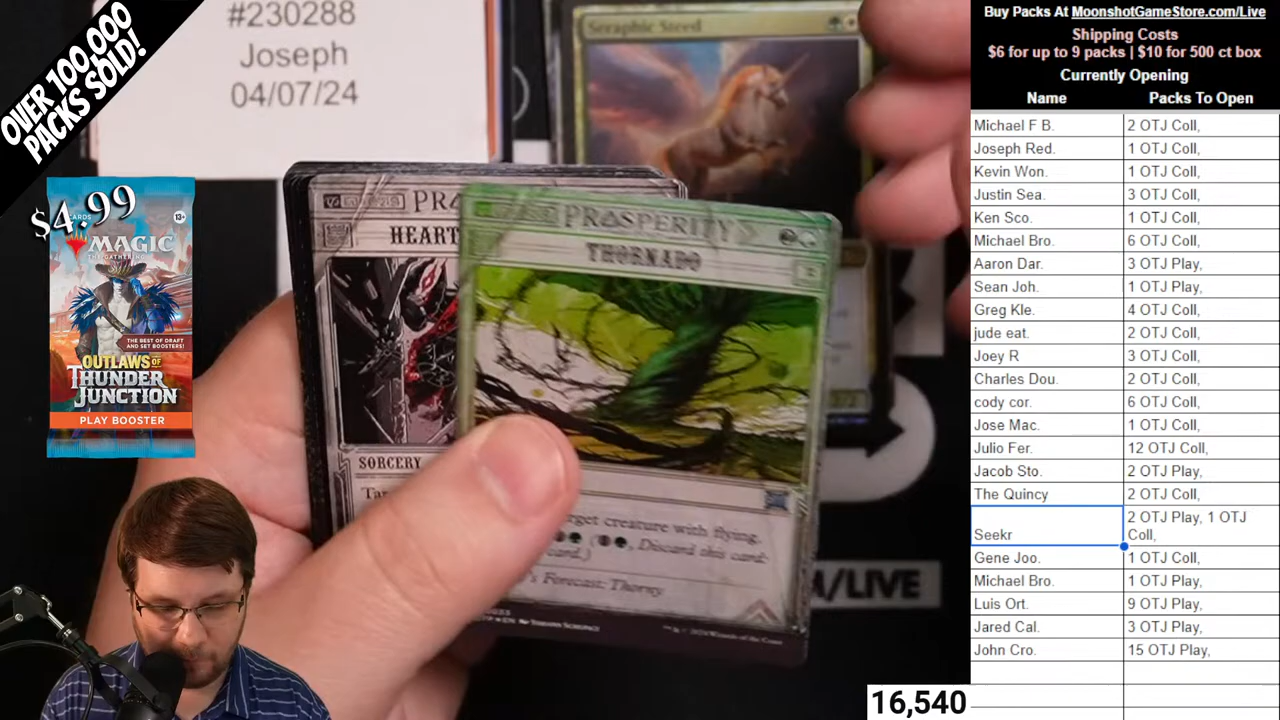 OVER 100,000
PACKS SOLD!
#230288
Joseph
04/07/24
Seraphic Steed
$4.99
13+
MAGIC
THE GATHERING
THE BEST OF DRAFT
AND SET BOOSTERS!
OUTLAWS OF
THUNDER
JUNCTION
PLAY BOOSTER
HEART
SORCERY
PROSPERITY
THORNADO
target creature with flying.
Discard this card:
Forecast: Thorny
/LIVE
16,540
Buy Packs At MoonshotGameStore.com/Live
Shipping Costs
$6 for up to 9 packs | $10 for 500 ct box
Currently Opening
Name Packs To Open
Michael F B. 2 OTJ Coll,
Joseph Red. 1 OTJ Coll,
Kevin Won. 1 OTJ Coll,
Justin Sea. 3 OTJ Coll,
Ken Sco. 1 OTJ Coll,
Michael Bro. 6 OTJ Coll,
Aaron Dar. 3 OTJ Play,
Sean Joh. 1 OTJ Play,
Greg Kle. 4 OTJ Coll,
jude eat. 2 OTJ Coll,
Joey R 3 OTJ Coll,
Charles Dou. 2 OTJ Coll,
cody cor. 6 OTJ Coll,
Jose Mac. 1 OTJ Coll,
Julio Fer. 12 OTJ Coll,
Jacob Sto. 2 OTJ Play,
The Quincy 2 OTJ Coll,
Seekr 2 OTJ Play, 1 OTJ
Coll,
Gene Joo. 1 OTJ Coll,
Michael Bro. 1 OTJ Play,
Luis Ort. 9 OTJ Play,
Jared Cal. 3 OTJ Play,
John Cro. 15 OTJ Play,